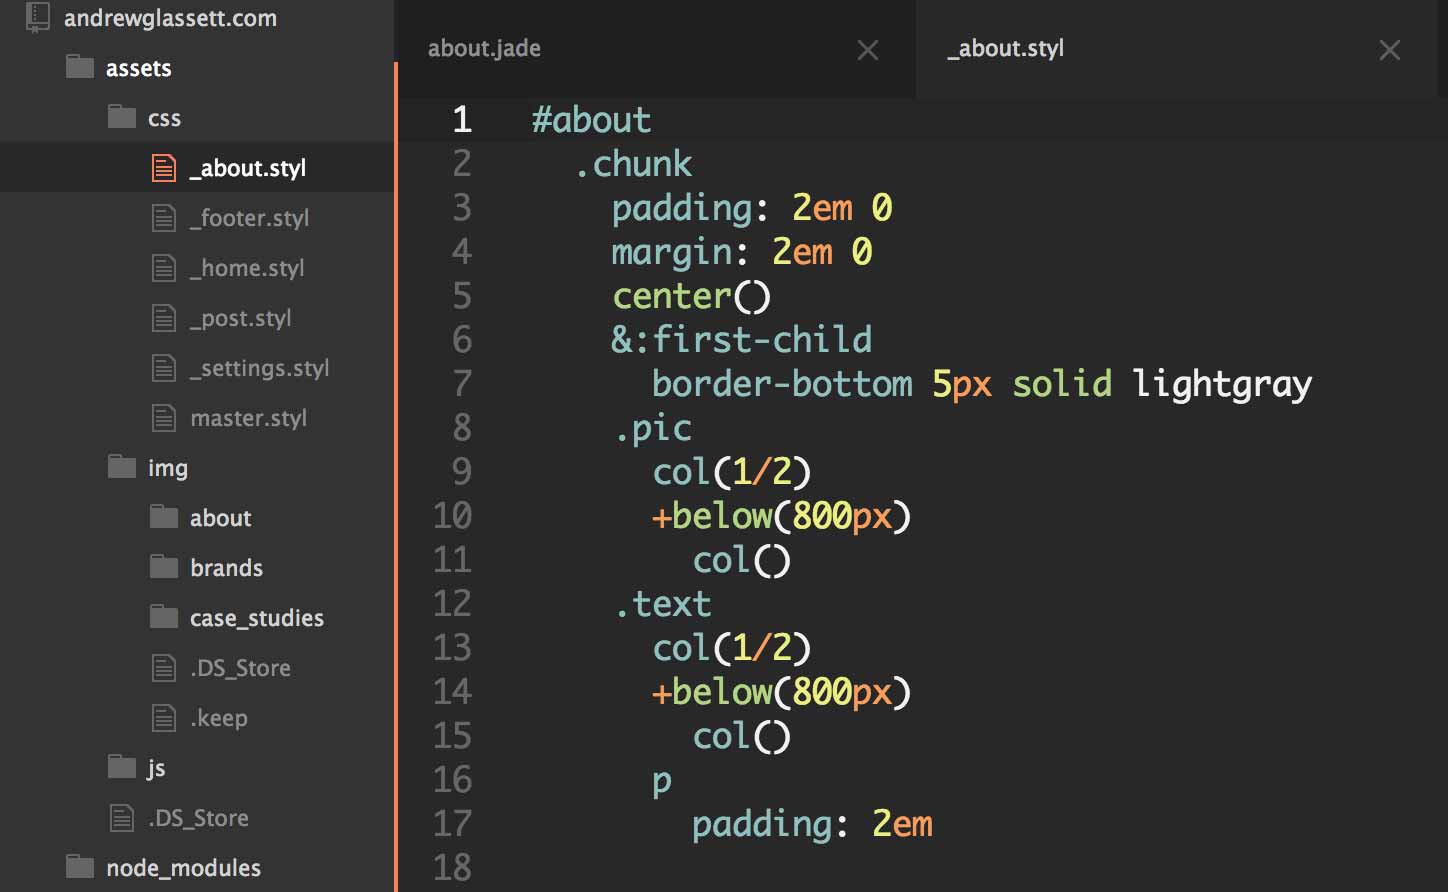 andrewglassett.com
assets
css
_about.styl
_footer.styl
_home.styl
_post.styl
_settings.styl
master.styl
img
about
brands
case_studies
.DS_Store
.keep
js
.DS_Store
node_modules
about.jade
_about.styl
1 #about
2 .chunk
3 padding: 2em 0
4 margin: 2em 0
5 center()
6 &:first-child
7 border-bottom 5px solid lightgray
8 .pic
9 col(1/2)
10 +below(800px)
11 col()
12 .text
13 col(1/2)
14 +below(800px)
15 col()
16 p
17 padding: 2em
18